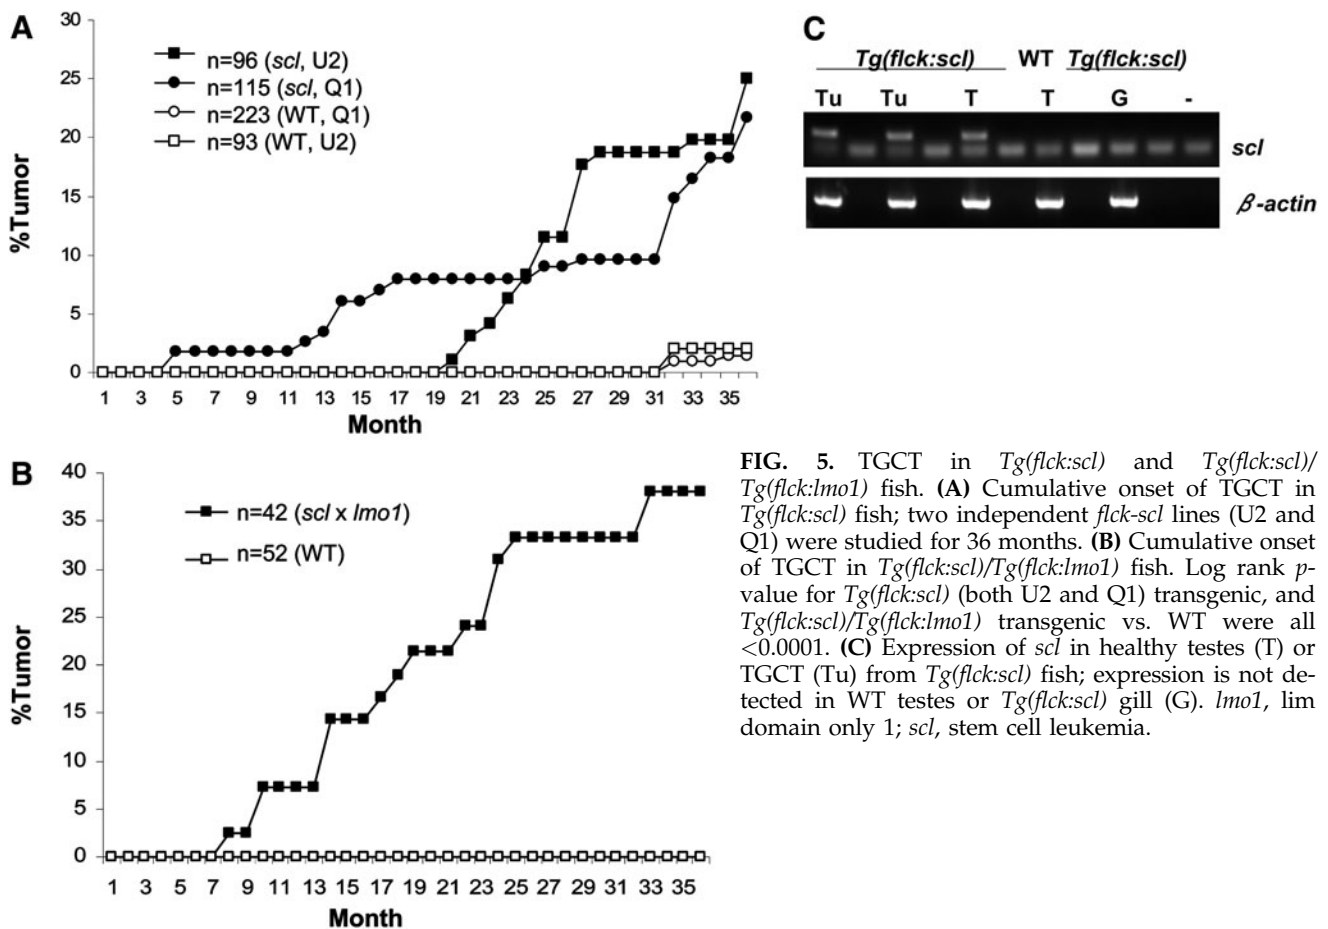 A
30
25
20
15
10
5
0
%Tumor
n=96 (scl, U2)
n=115 (scl, Q1)
n=223 (WT, Q1)
n=93 (WT, U2)
1 3 5 7 9 11 13 15 17 19 21 23 25 27 29 31 33 35
Month
C
Tg(flck:scl) WT Tg(flck:scl)
Tu Tu T T G -
scl
β-actin
B
40
35
30
25
20
15
10
5
0
%Tumor
n=42 (scl x lmo1)
n=52 (WT)
1 3 5 7 9 11 13 15 17 19 21 23 25 27 29 31 33 35
Month
FIG. 5. TGCT in Tg(flck:scl) and Tg(flck:scl)/
Tg(flck:lmo1) fish. (A) Cumulative onset of TGCT in
Tg(flck:scl) fish; two independent flck-scl lines (U2 and
Q1) were studied for 36 months. (B) Cumulative onset
of TGCT in Tg(flck:scl)/Tg(flck:lmo1) fish. Log rank p-
value for Tg(flck:scl) (both U2 and Q1) transgenic, and
Tg(flck:scl)/Tg(flck:lmo1) transgenic vs. WT were all
<0.0001. (C) Expression of scl in healthy testes (T) or
TGCT (Tu) from Tg(flck:scl) fish; expression is not de-
tected in WT testes or Tg(flck:scl) gill (G). lmo1, lim
domain only 1; scl, stem cell leukemia.